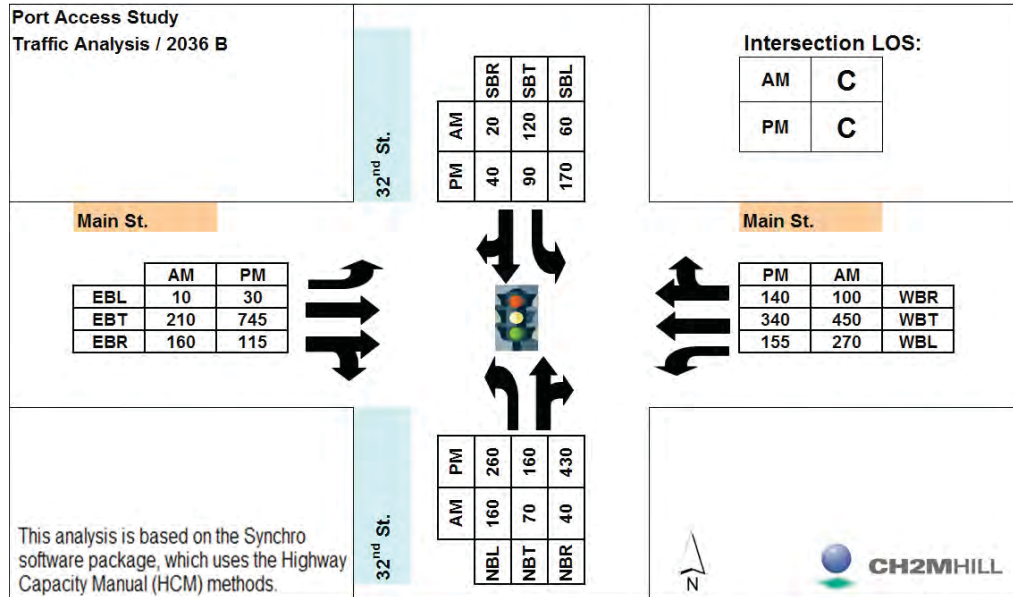 Port Access Study
Traffic Analysis / 2036 B
Intersection LOS:
AM C
PM C
32nd St.
SBR SBT SBL
AM 20 120 60
PM 40 90 170
Main St.
Main St.
AM PM
EBL 10 30
EBT 210 745
EBR 160 115
PM AM
140 100 WBR
340 450 WBT
155 270 WBL
PM 260 160 430
AM 160 70 40
NBL NBT NBR
32nd St.
This analysis is based on the Synchro
software package, which uses the Highway
Capacity Manual (HCM) methods.
N
CH2MHILL